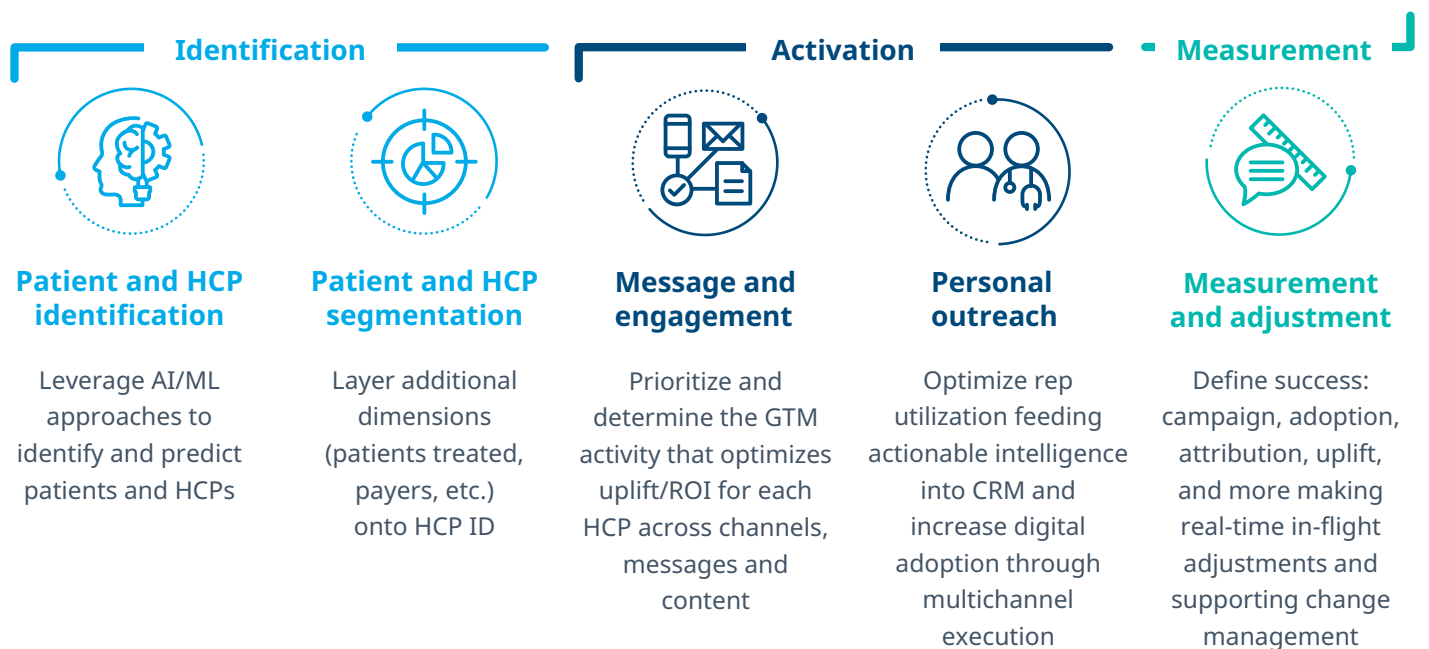 Identification
Activation
Measurement
Patient and HCP
identification
Leverage AI/ML
approaches to
identify and predict
patients and HCPs
Patient and HCP
segmentation
Layer additional
dimensions
(patients treated,
payers, etc.)
onto HCP ID
Message and
engagement
Prioritize and
determine the GTM
activity that optimizes
uplift/ROI for each
HCP across channels,
messages and
content
Personal
outreach
Optimize rep
utilization feeding
actionable intelligence
into CRM and
increase digital
adoption through
multichannel
execution
Measurement
and adjustment
Define success:
campaign, adoption,
attribution, uplift,
and more making
real-time in-flight
adjustments and
supporting change
management